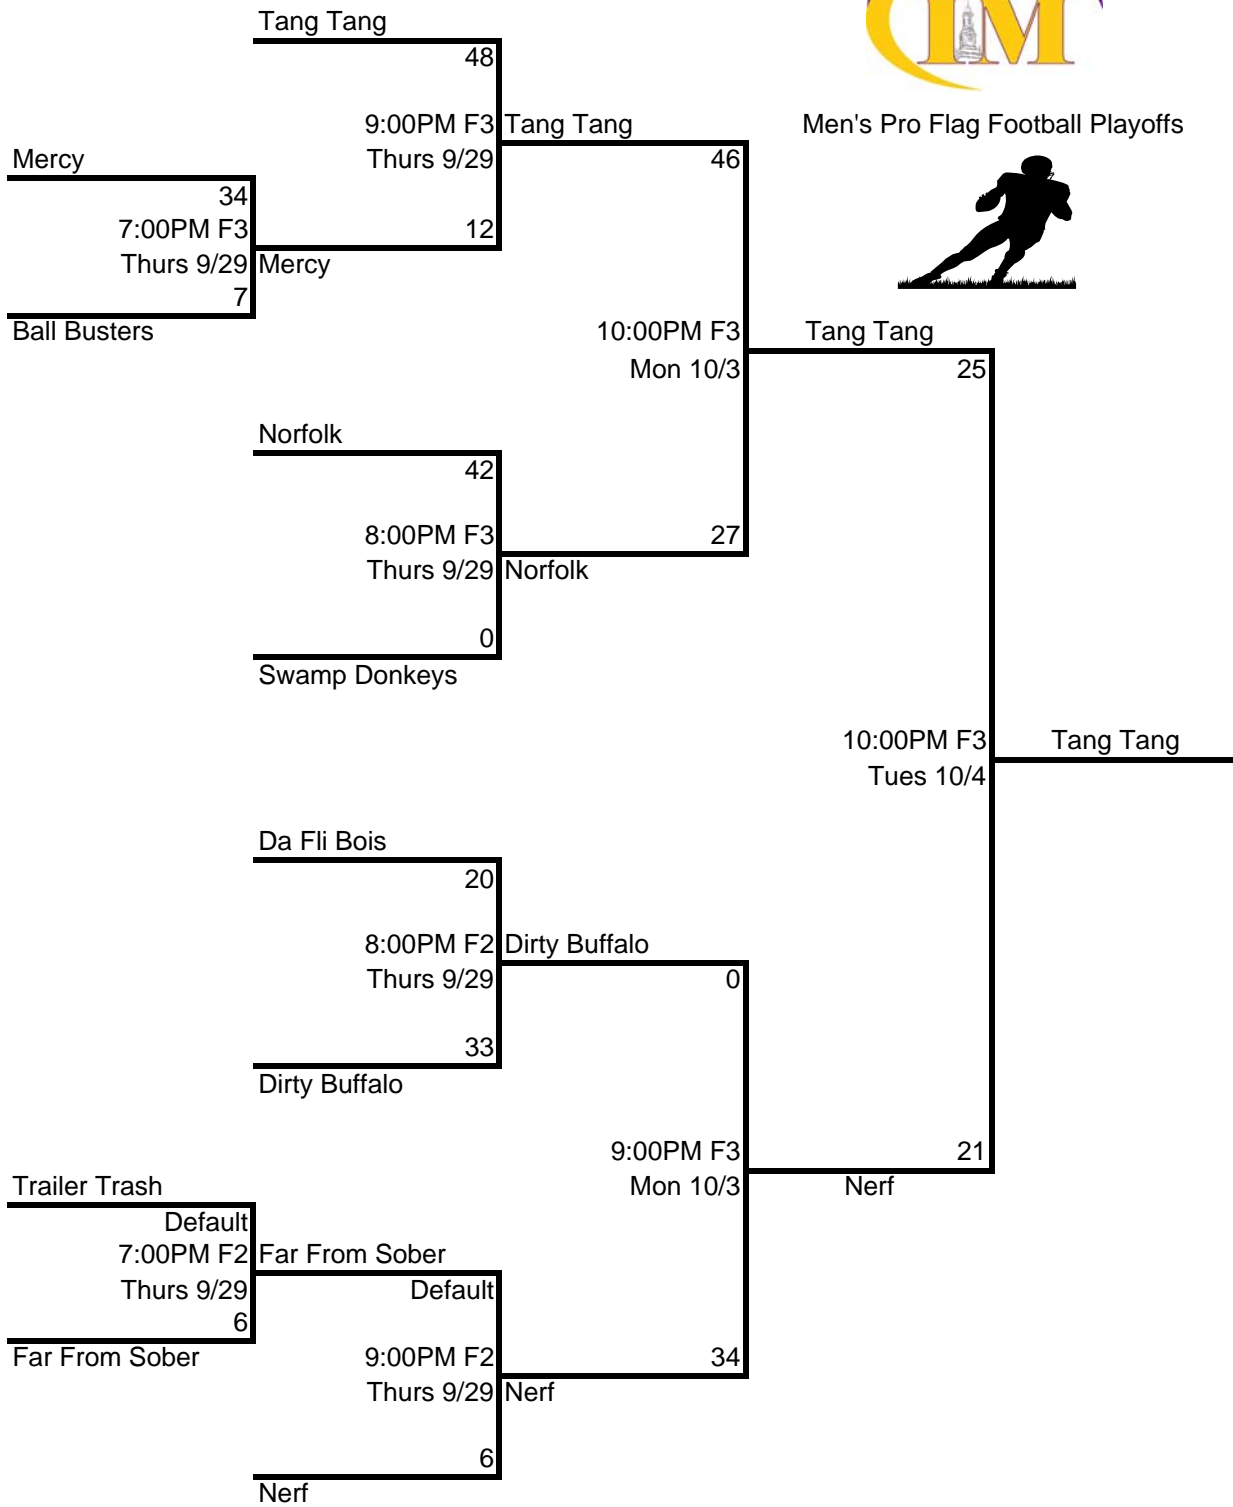 IM
Men's Pro Flag Football Playoffs
Tang Tang
48
9:00PM F3
Thurs 9/29
12
Mercy
34
7:00PM F3
Thurs 9/29
7
Ball Busters
Mercy
Tang Tang
46
10:00PM F3
Mon 10/3
27
Norfolk
Norfolk
42
8:00PM F3
Thurs 9/29
0
Swamp Donkeys
Tang Tang
25
10:00PM F3
Tues 10/4
21
Nerf
Tang Tang
Da Fli Bois
20
8:00PM F2
Thurs 9/29
33
Dirty Buffalo
Dirty Buffalo
0
9:00PM F3
Mon 10/3
34
Nerf
Trailer Trash
Default
7:00PM F2
Thurs 9/29
6
Far From Sober
Far From Sober
Default
9:00PM F2
Thurs 9/29
6
Nerf